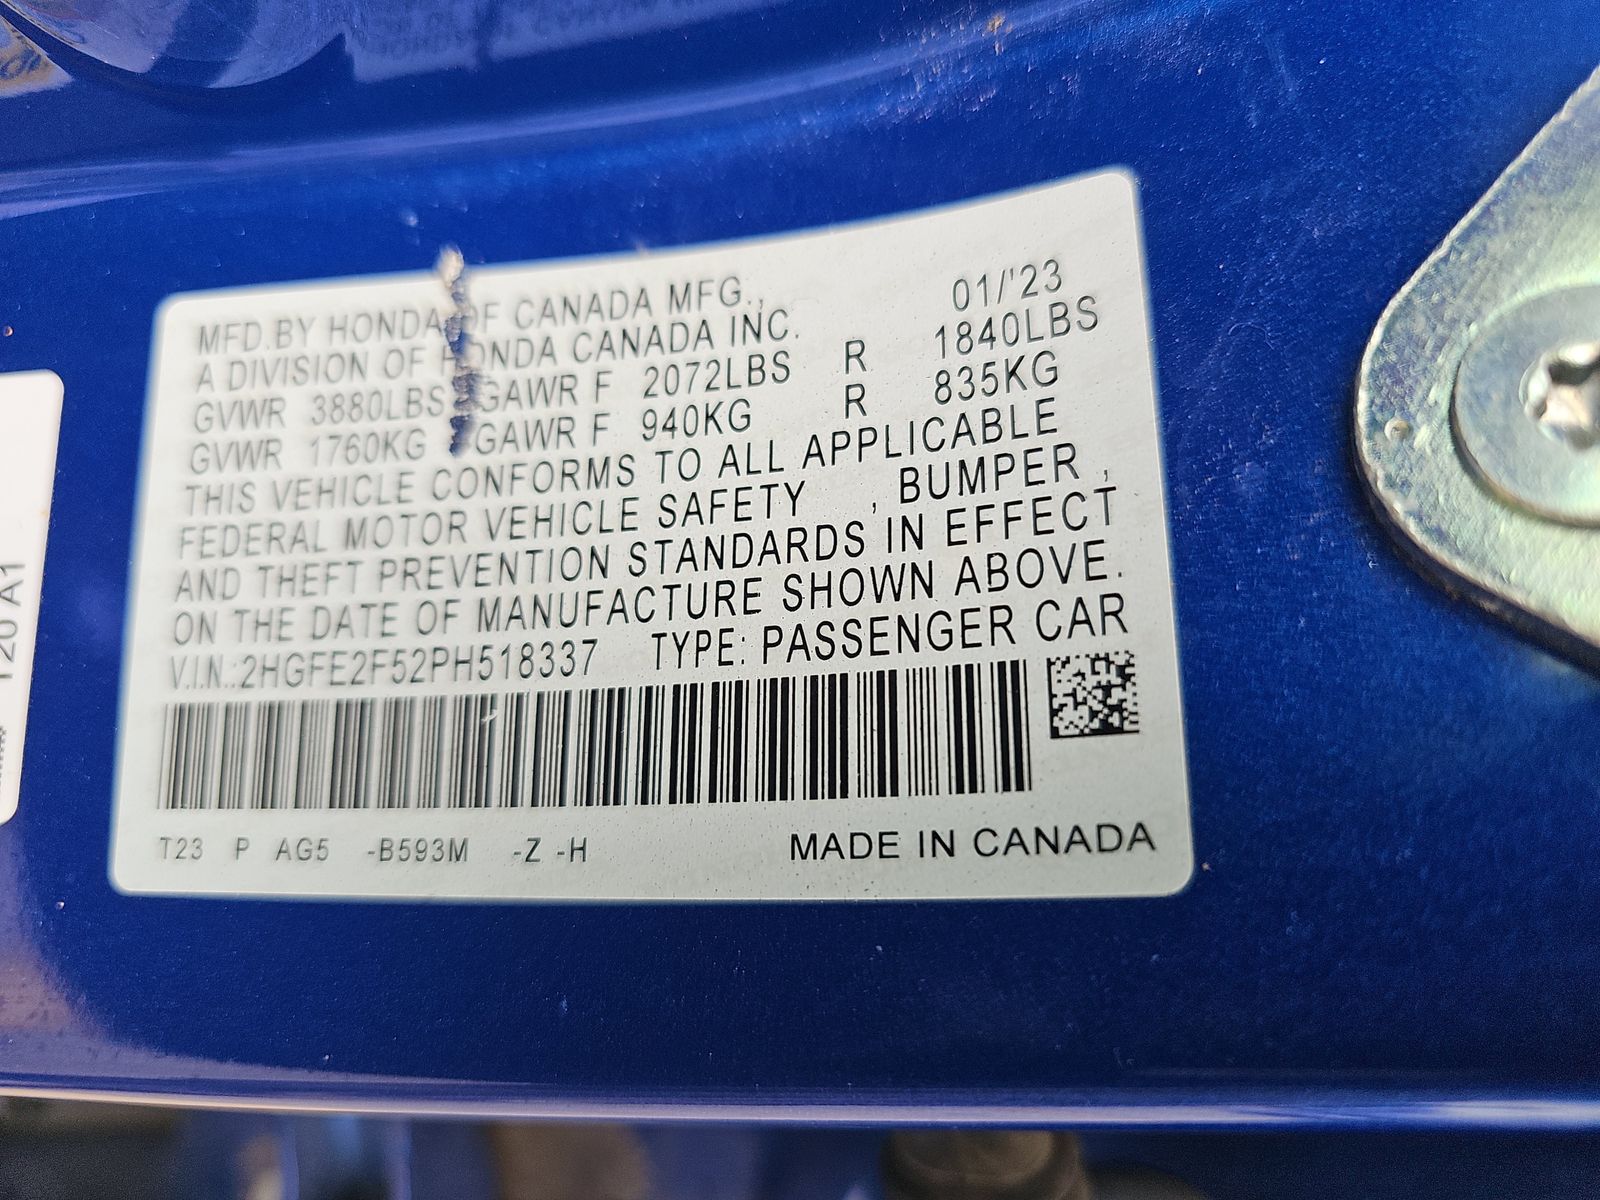 MFD.BY HONDA OF CANADA MFG., 01/'23
A DIVISION OF HONDA CANADA INC.
GVWR 3880LBS GAWR F 2072LBS R 1840LBS
GVWR 1760KG GAWR F 940KG R 835KG
THIS VEHICLE CONFORMS TO ALL APPLICABLE
FEDERAL MOTOR VEHICLE SAFETY , BUMPER ,
AND THEFT PREVENTION STANDARDS IN EFFECT
ON THE DATE OF MANUFACTURE SHOWN ABOVE.
V.I.N.:2HGFE2F52PH518337 TYPE: PASSENGER CAR
T23 P AG5 -B593M -Z -H MADE IN CANADA
120 A1